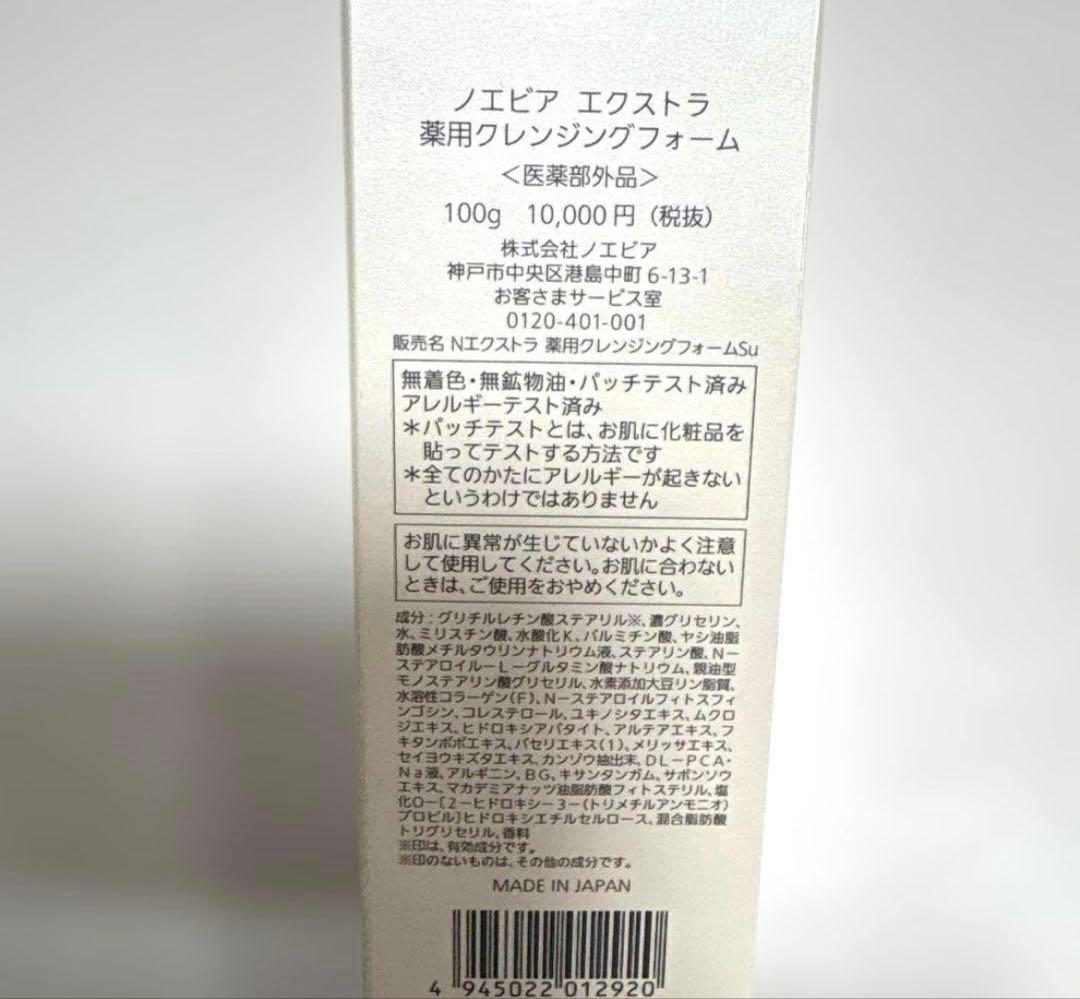 ノエビア エクストラ
薬用クレンジングフォーム
<医薬部外品>
100g 10,000円（税抜）
株式会社ノエビア
神戸市中央区港島中町 6-13-1
お客さまサービス室
0120-401-001
販売名 Nエクストラ 薬用クレンジングフォームSu
無着色・無鉱物油・パッチテスト済み
アレルギーテスト済み
＊パッチテストとは、お肌に化粧品を
貼ってテストする方法です
＊全てのかたにアレルギーが起きない
というわけではありません
お肌に異常が生じていないかよく注意
して使用してください。お肌に合わない
ときは、ご使用をおやめください。
成分：グリチルレチン酸ステアリル※、濃グリセリン、
水、ミリスチン酸、水酸化K、パルミチン酸、ヤシ油脂
肪酸メチルタウリンナトリウム液、ステアリン酸、N－
ステアロイル－L－グルタミン酸ナトリウム、親油型
モノステアリン酸グリセリル、水素添加大豆リン脂質、
水溶性コラーゲン(F)、N－ステアロイルフィトスフィ
ンゴシン、コレステロール、ユキノシタエキス、ムクロ
ジエキス、ヒドロキシアパタイト、アルテアエキス、フ
キタンポポエキス、パセリエキス(1)、メリッサエキス、
セイヨウキズタエキス、カンゾウ抽出末、DL－PCA・
Na液、アルギニン、BG、キサンタンガム、サボンソウ
エキス、マカデミアナッツ油脂肪酸フィトステリル、塩
化O－[2－ヒドロキシ－3－(トリメチルアンモニオ)
プロピル]ヒドロキシエチルセルロース、混合脂肪酸
トリグリセリル、香料
※印は、有効成分です。
※印のないものは、その他の成分です。
MADE IN JAPAN
4 945022 012920